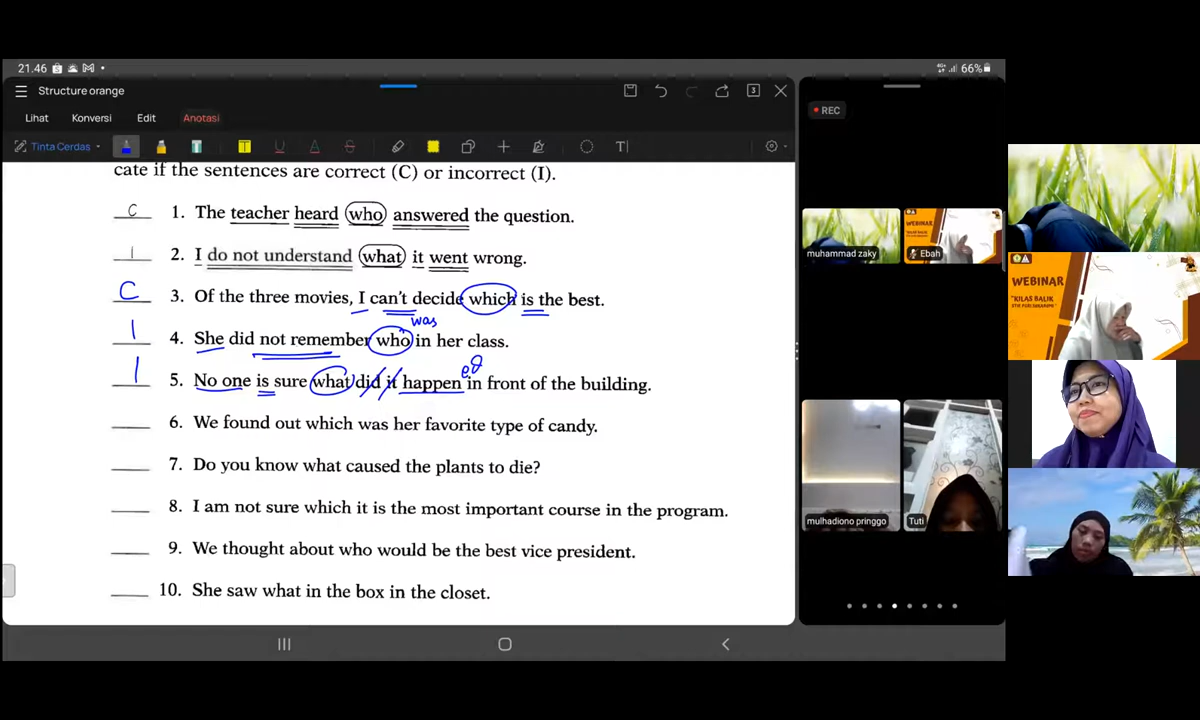 21.46
66%
Structure orange
3
Lihat Konversi Edit Anotasi
Tinta Cerdas
REC
cate if the sentences are correct (C) or incorrect (I).
C 1. The teacher heard who answered the question.
I 2. I do not understand what it went wrong.
C 3. Of the three movies, I can't decide which is the best.
was
I 4. She did not remember who in her class.
ed
I 5. No one is sure what did it happen in front of the building.
6. We found out which was her favorite type of candy.
7. Do you know what caused the plants to die?
8. I am not sure which it is the most important course in the program.
9. We thought about who would be the best vice president.
10. She saw what in the box in the closet.
muhammad zaky
Ebah
mulhadiono pringgo
Tuti
WEBINAR
"KILAS BALIK